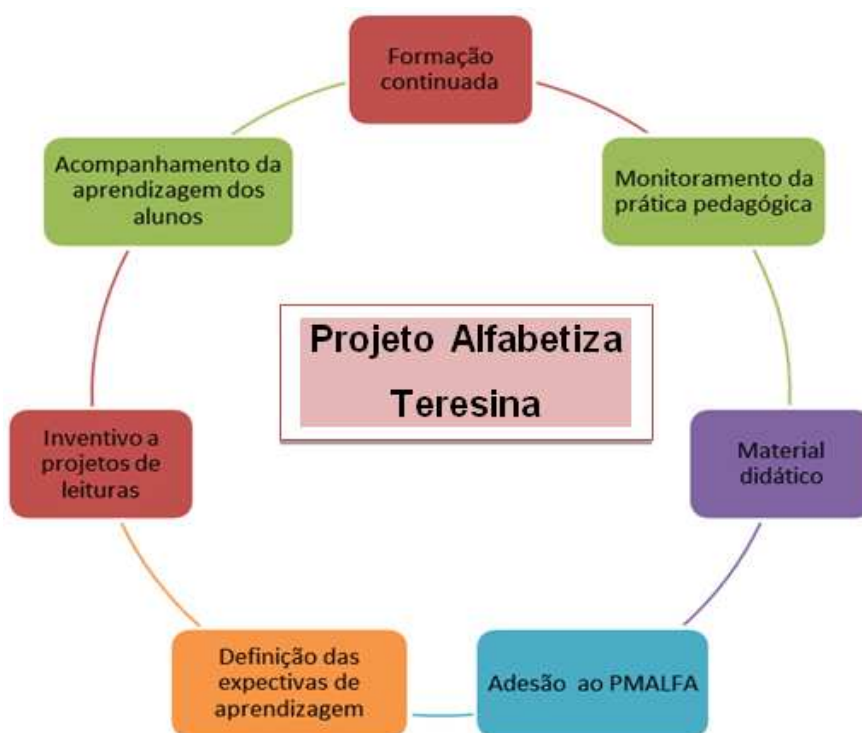 Formação
continuada
Monitoramento da
prática pedagógica
Material
didático
Adesão ao PMALFA
Definição das
expectivas de
aprendizagem
Inventivo a
projetos de
leituras
Acompanhamento da
aprendizagem dos
alunos
Projeto Alfabetiza
Teresina